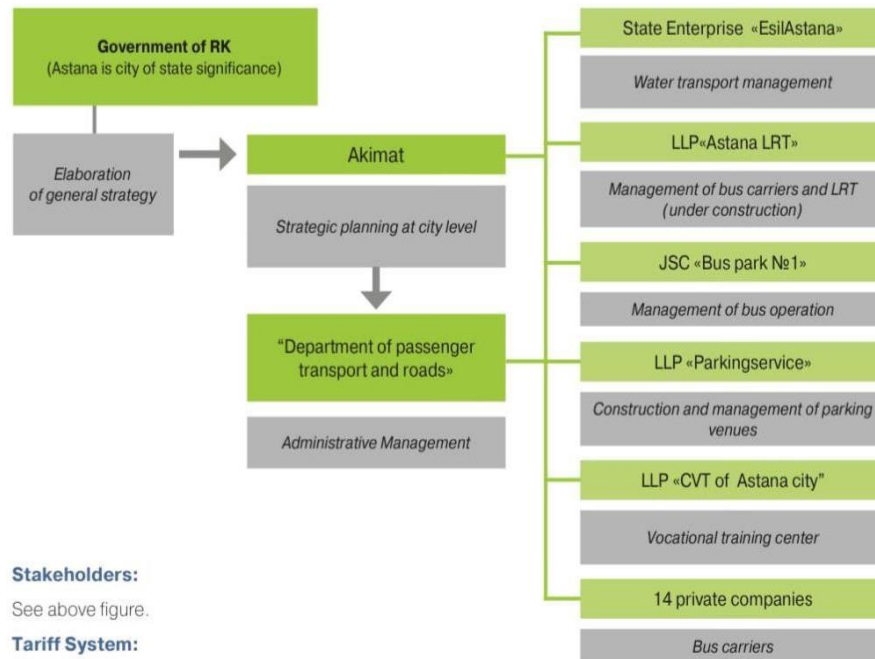 Government of RK
(Astana is city of state significance)
Elaboration
of general strategy
Akimat
Strategic planning at city level
“Department of passenger
transport and roads»
Administrative Management
State Enterprise «EsilAstana»
Water transport management
LLP«Astana LRT»
Management of bus carriers and LRT
(under construction)
JSC «Bus park №1»
Management of bus operation
LLP «Parkingservice»
Construction and management of parking
venues
LLP «CVT of Astana city”
Vocational training center
14 private companies
Bus carriers
Stakeholders:
See above figure.
Tariff System: